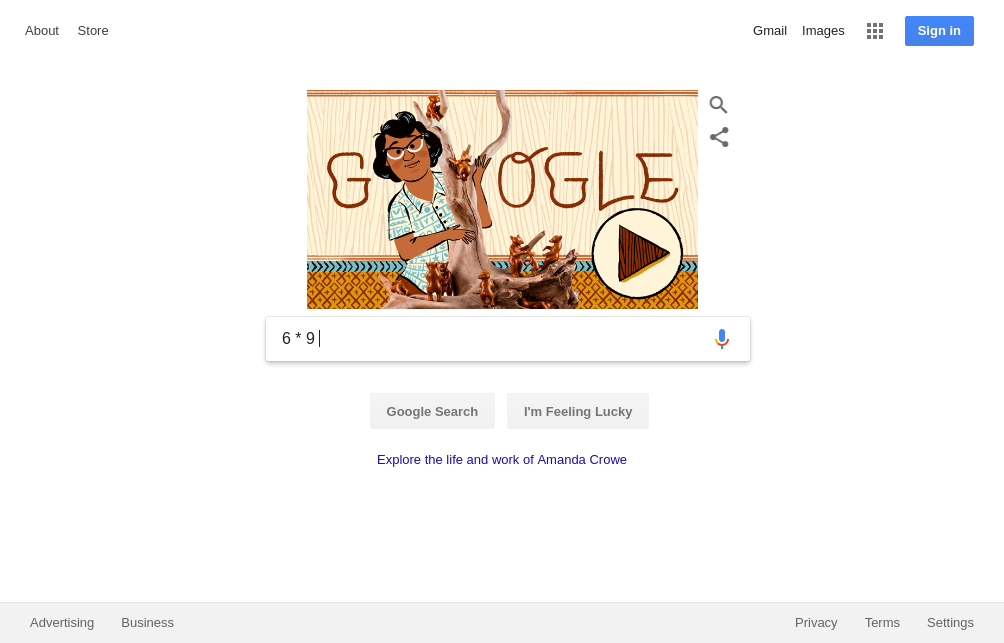 About Store
Gmail Images Sign in
GOOGLE
6 * 9
Google Search I'm Feeling Lucky
Explore the life and work of Amanda Crowe
Advertising Business
Privacy Terms Settings